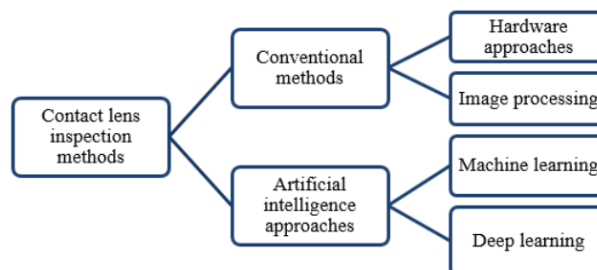 Contact lens
inspection
methods
Conventional
methods
Hardware
approaches
Image processing
Artificial
intelligence
approaches
Machine learning
Deep learning